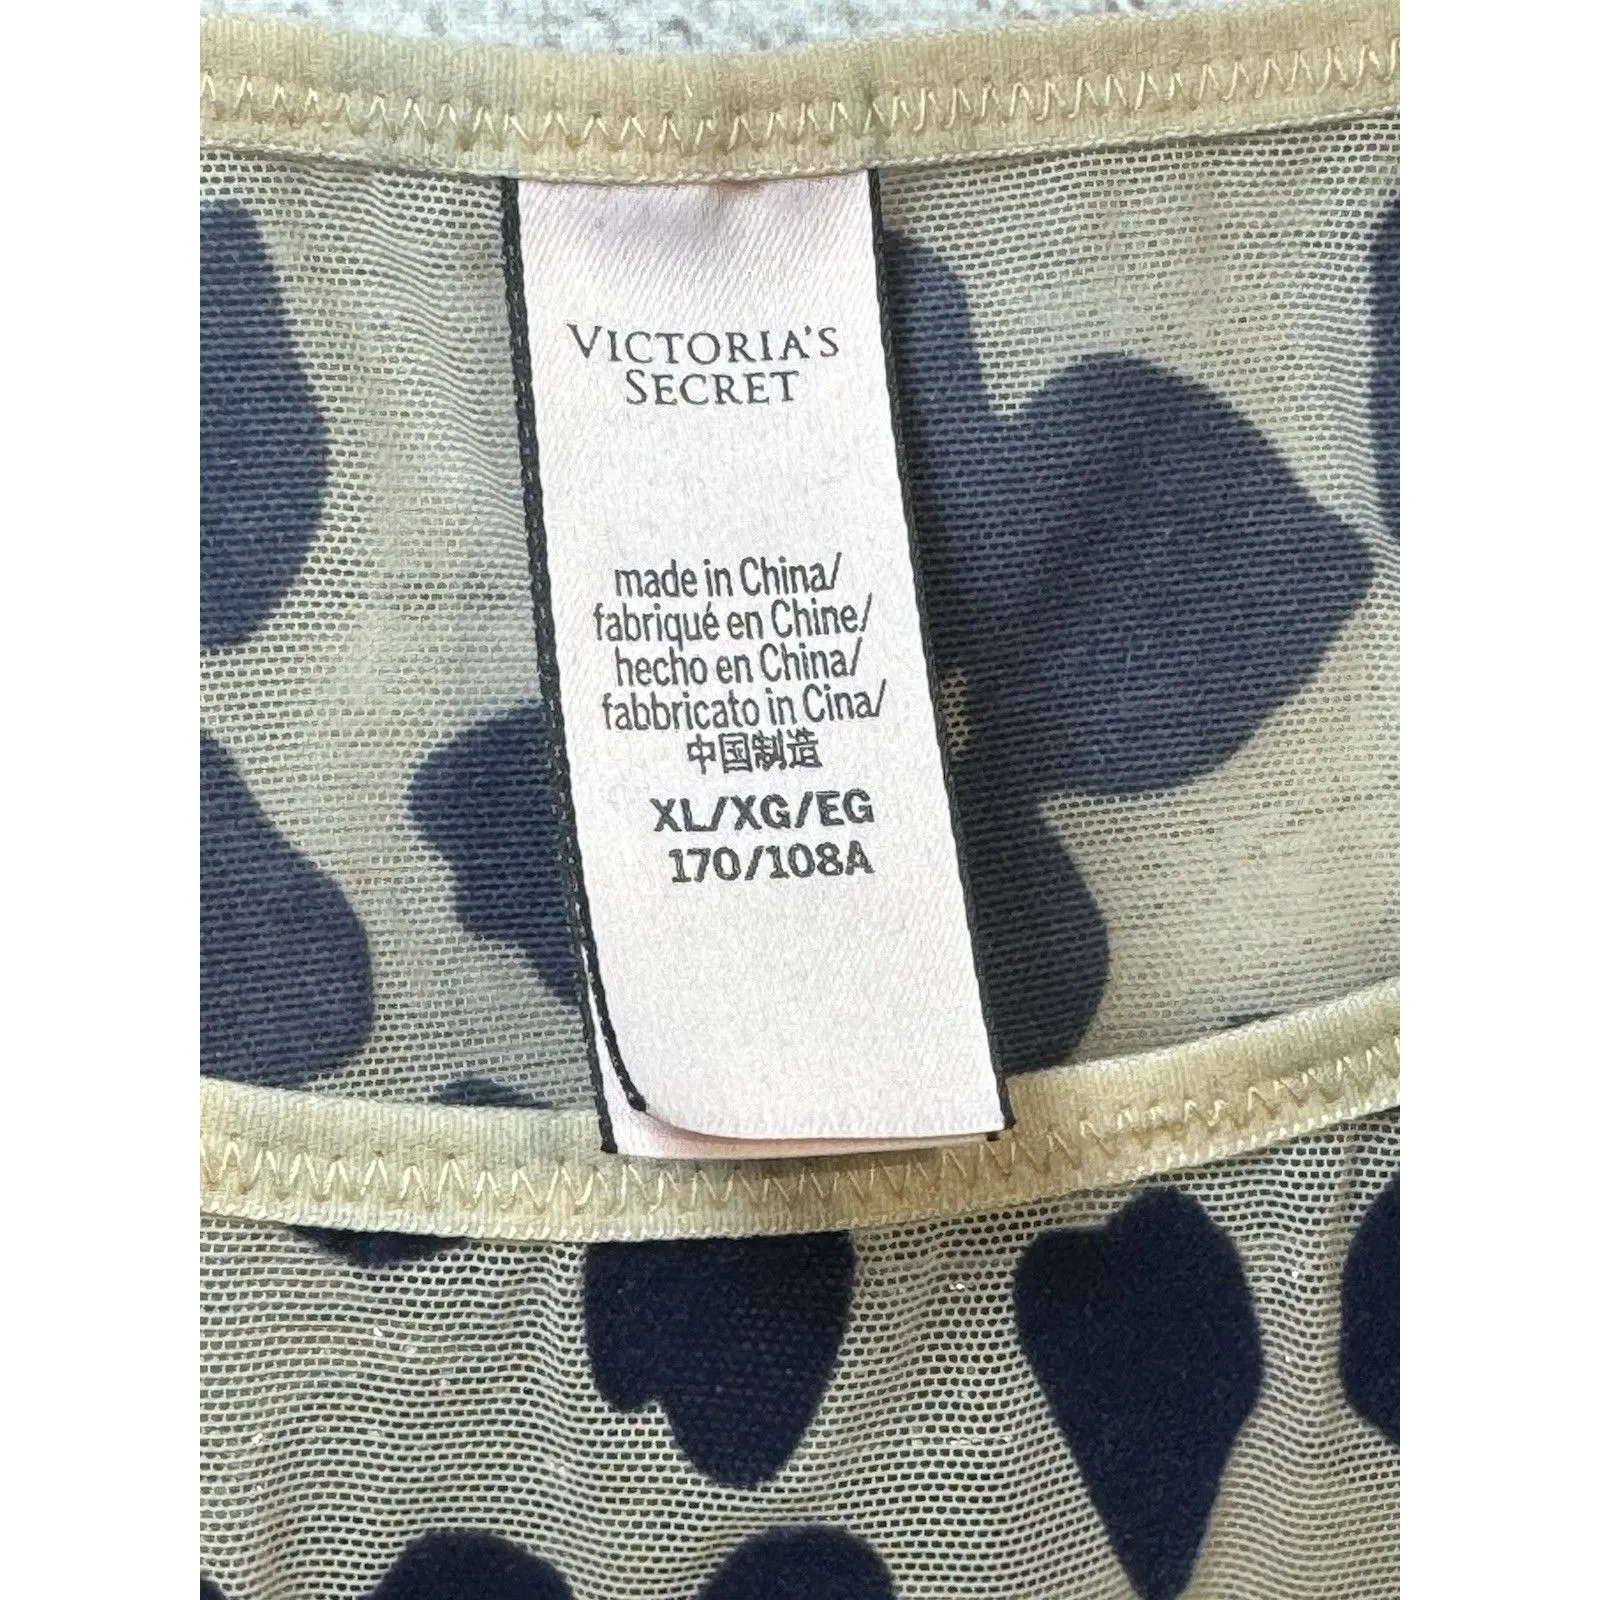 VICTORIA'S
SECRET
made in China/
fabriqué en Chine/
hecho en China/
fabbricato in Cina/
中国制造
XL/XG/EG
170/108A